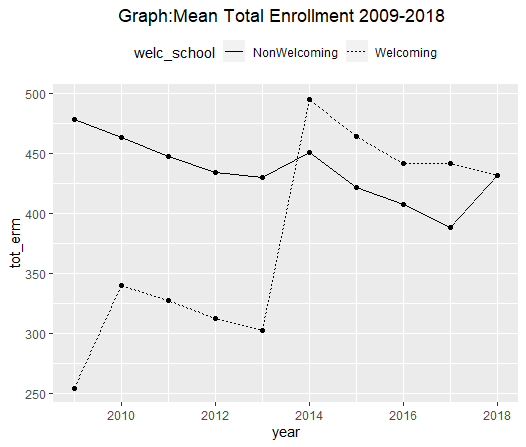 Graph:Mean Total Enrollment 2009-2018
welc_school NonWelcoming Welcoming
500
450
400
350
300
250
tot_erm
2010 2012 2014 2016 2018
year